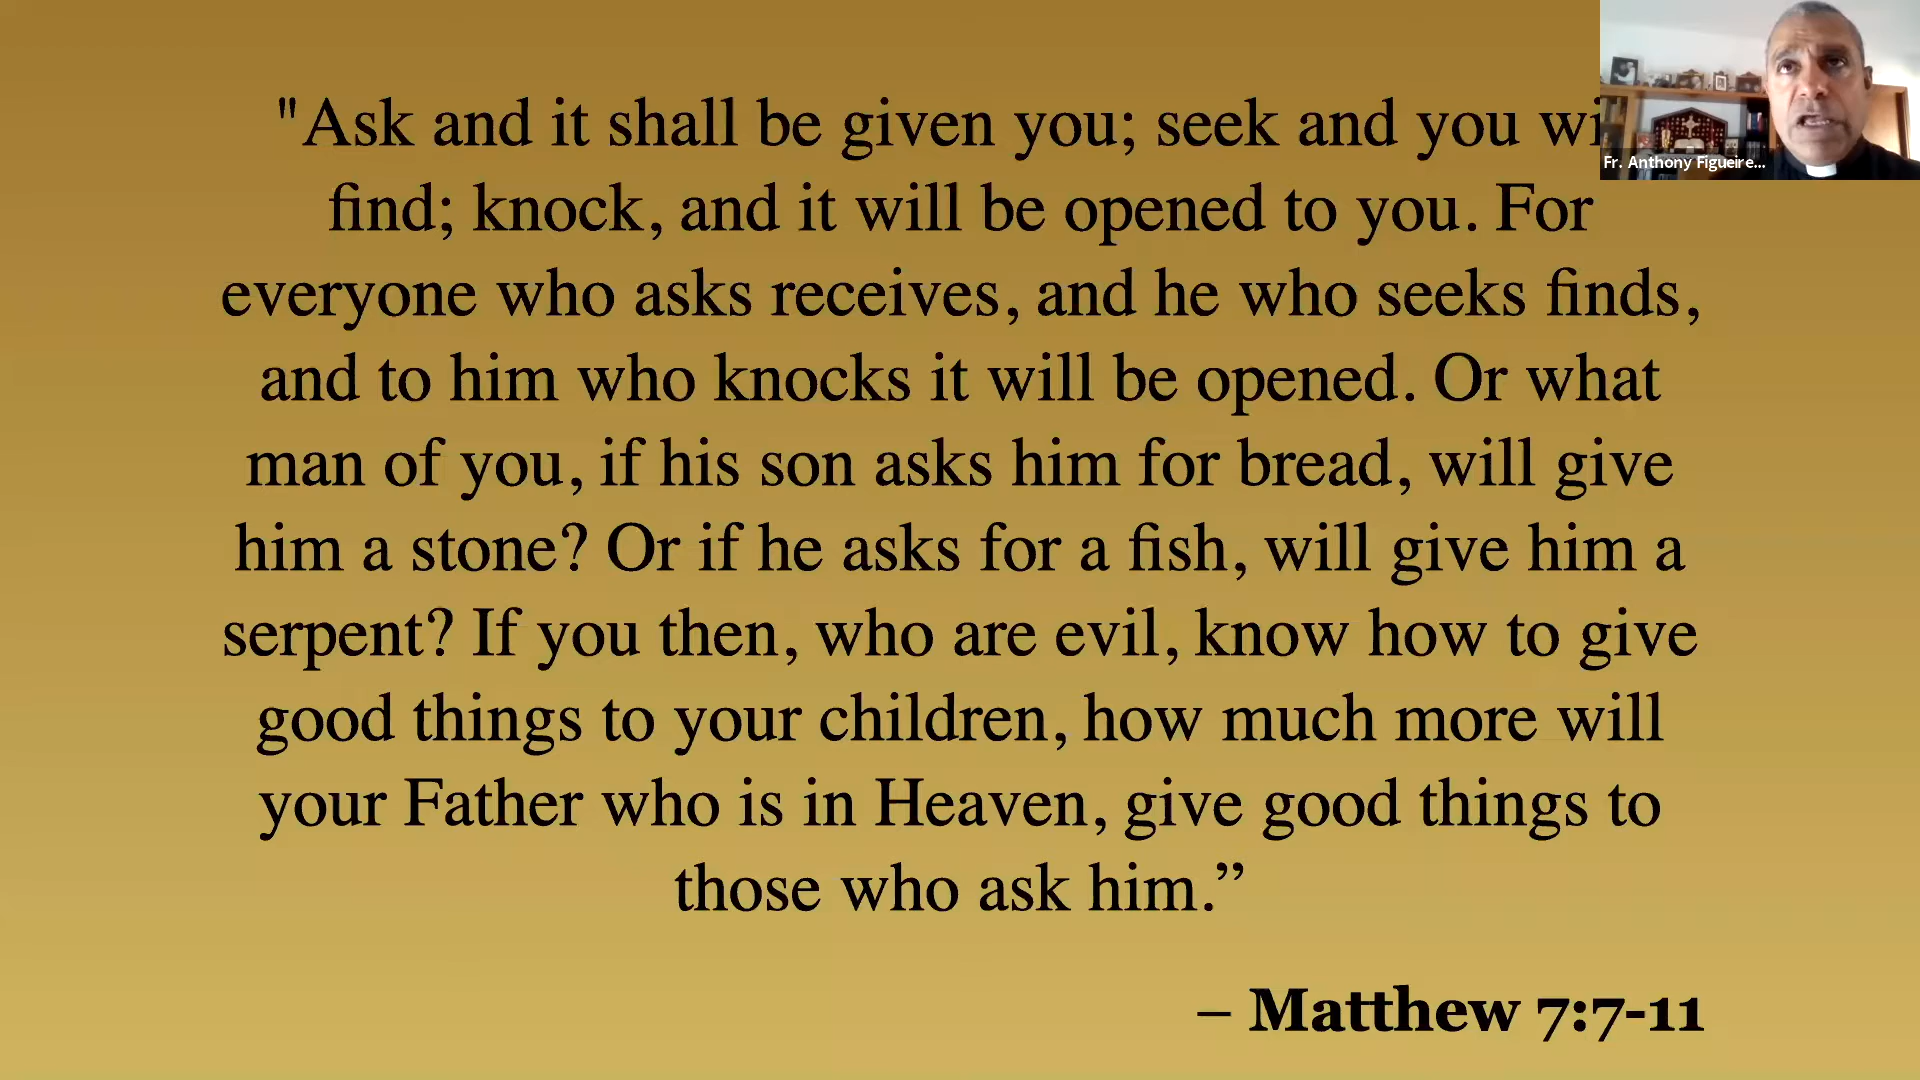 "Ask and it shall be given you; seek and you
find; knock, and it will be opened to you. For
everyone who asks receives, and he who seeks finds,
and to him who knocks it will be opened. Or what
man of you, if his son asks him for bread, will give
him a stone? Or if he asks for a fish, will give him a
serpent? If you then, who are evil, know how to give
good things to your children, how much more will
your Father who is in Heaven, give good things to
those who ask him.”
– Matthew 7:7-11
Fr. Anthony Figueire...